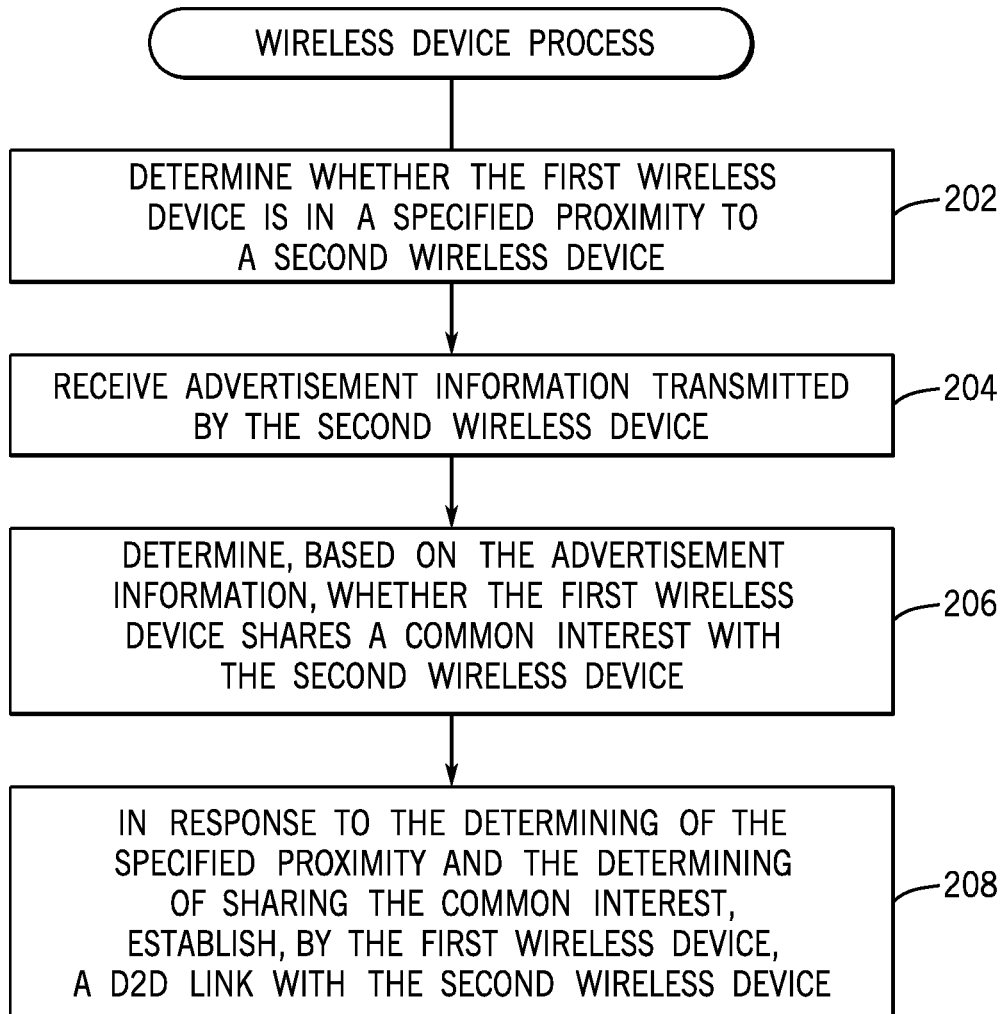 WIRELESS DEVICE PROCESS
DETERMINE WHETHER THE FIRST WIRELESS
DEVICE IS IN A SPECIFIED PROXIMITY TO
A SECOND WIRELESS DEVICE
202
RECEIVE ADVERTISEMENT INFORMATION TRANSMITTED
BY THE SECOND WIRELESS DEVICE
204
DETERMINE, BASED ON THE ADVERTISEMENT
INFORMATION, WHETHER THE FIRST WIRELESS
DEVICE SHARES A COMMON INTEREST WITH
THE SECOND WIRELESS DEVICE
206
IN RESPONSE TO THE DETERMINING OF THE
SPECIFIED PROXIMITY AND THE DETERMINING
OF SHARING THE COMMON INTEREST,
ESTABLISH, BY THE FIRST WIRELESS DEVICE,
A D2D LINK WITH THE SECOND WIRELESS DEVICE
208